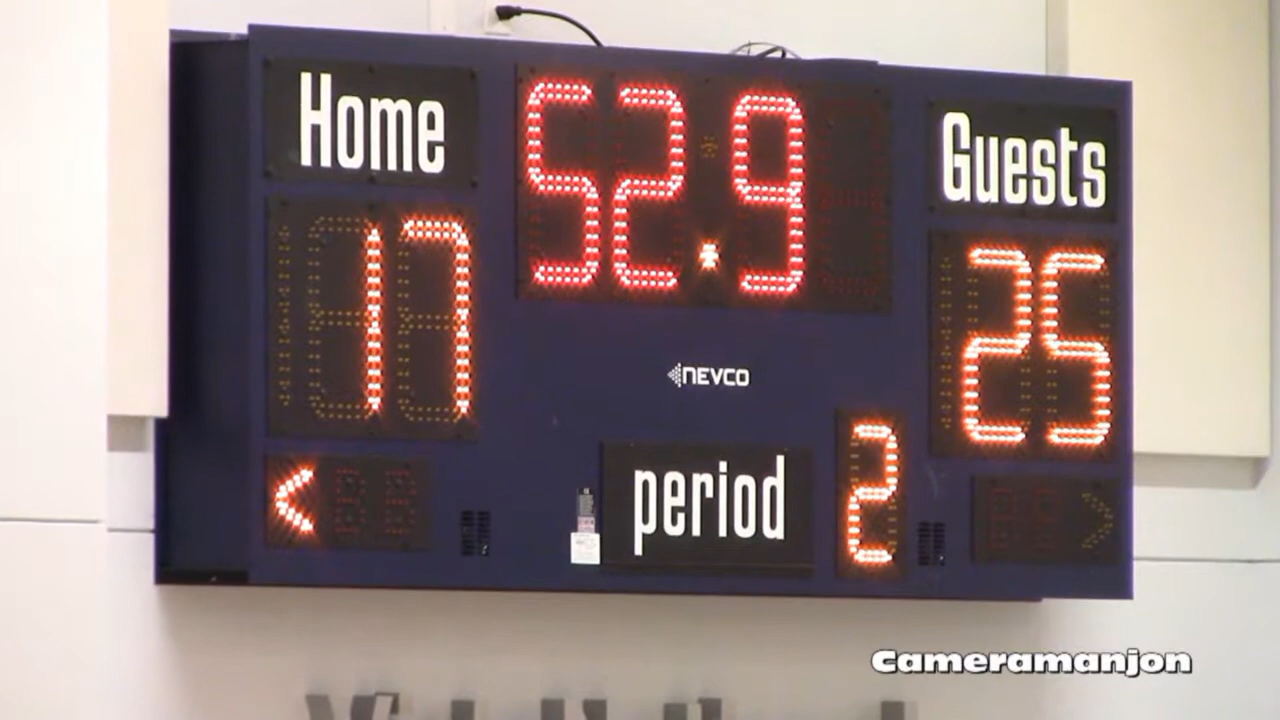 Home
52.9
Guests
17
25
NEVCO
<
period
2
>
Cameramanjon